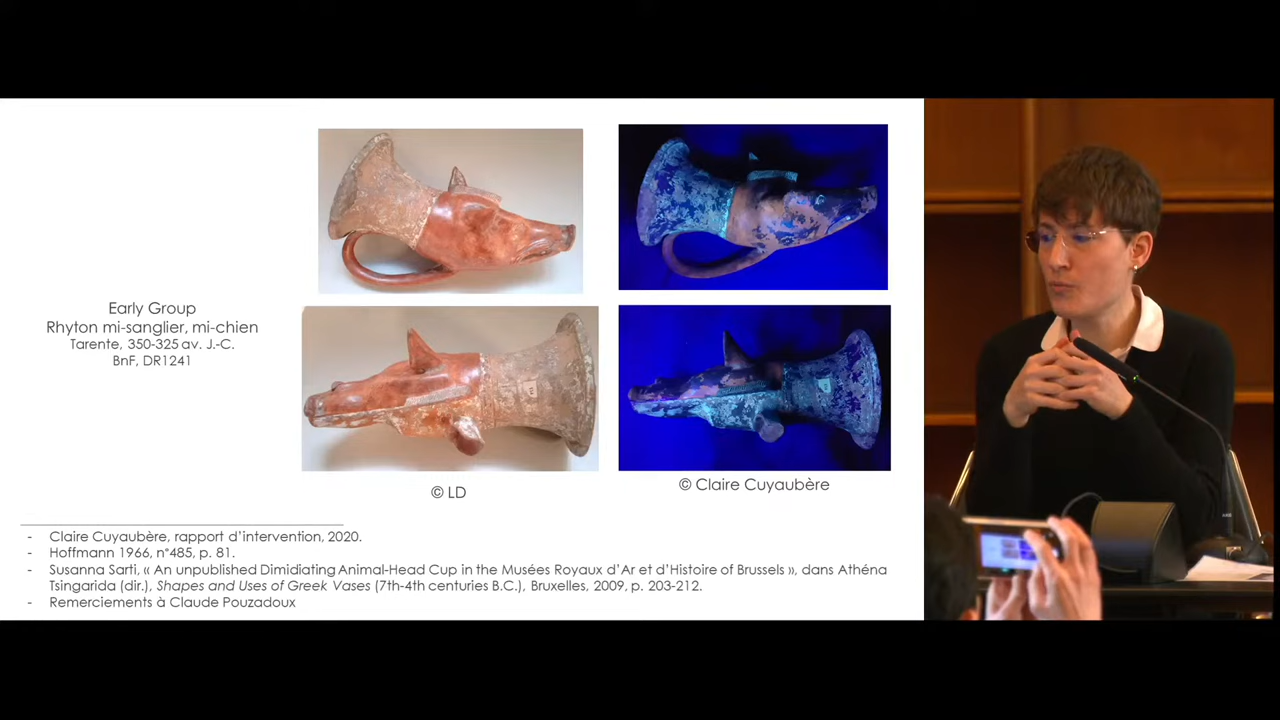 Early Group
Rhyton mi-sanglier, mi-chien
Tarente, 350-325 av. J.-C.
BnF, DR1241
© LD
© Claire Cuyaubère
- Claire Cuyaubère, rapport d'intervention, 2020.
- Hoffmann 1966, n°485, p. 81.
- Susanna Sarti, « An unpublished Dimidiating Animal-Head Cup in the Musées Royaux d'Ar et d'Histoire of Brussels », dans Athéna
Tsingarida (dir.), Shapes and Uses of Greek Vases (7th-4th centuries B.C.), Bruxelles, 2009, p. 203-212.
- Remerciements à Claude Pouzadoux